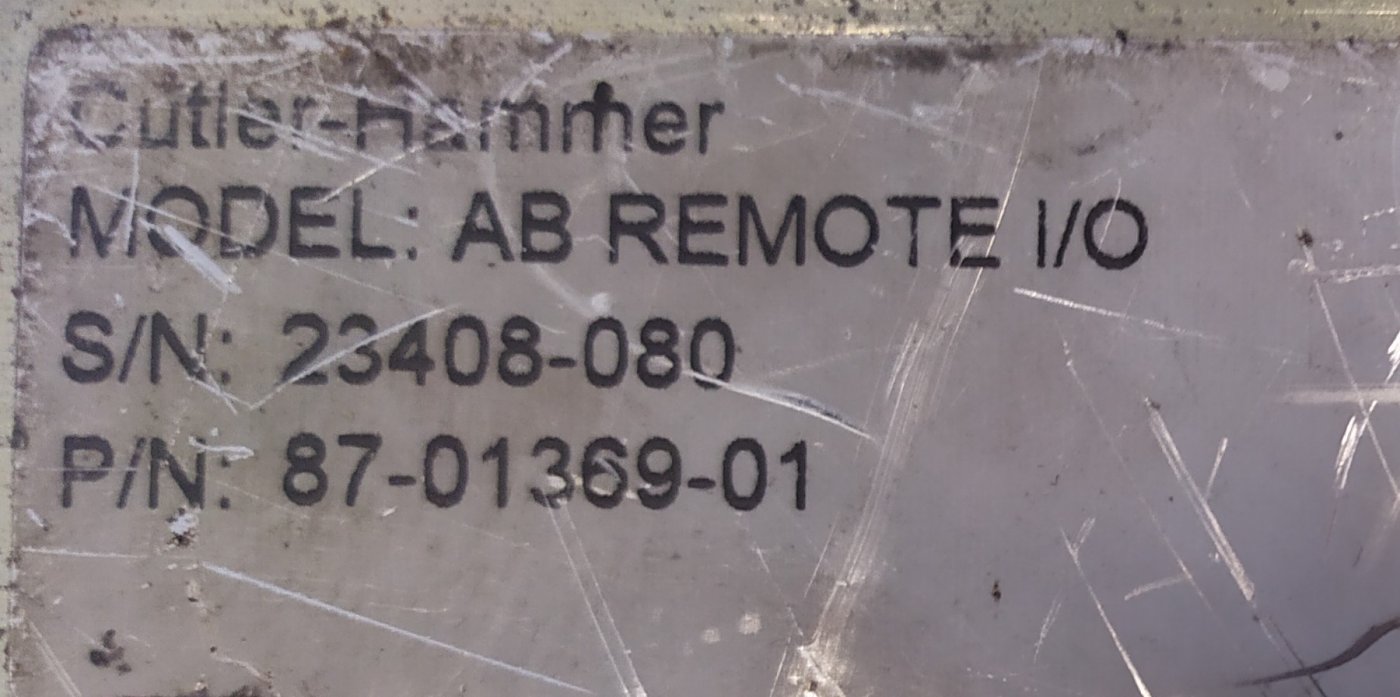 Cutler-Hammer
MODEL: AB REMOTE I/O
S/N: 23408-080
P/N: 87-01369-01